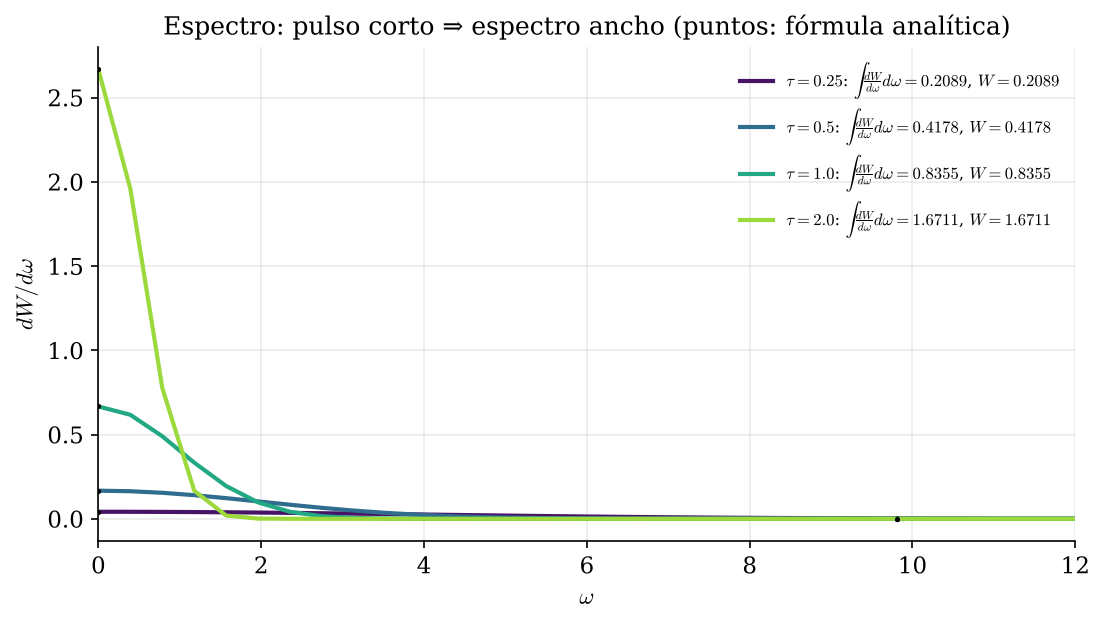 Espectro: pulso corto ⇒ espectro ancho (puntos: fórmula analítica)
τ = 0.25: ∫ dW/dω dω = 0.2089, W = 0.2089
τ = 0.5: ∫ dW/dω dω = 0.4178, W = 0.4178
τ = 1.0: ∫ dW/dω dω = 0.8355, W = 0.8355
τ = 2.0: ∫ dW/dω dω = 1.6711, W = 1.6711
dW/dω
2.5
2.0
1.5
1.0
0.5
0.0
0 2 4 6 8 10 12
ω